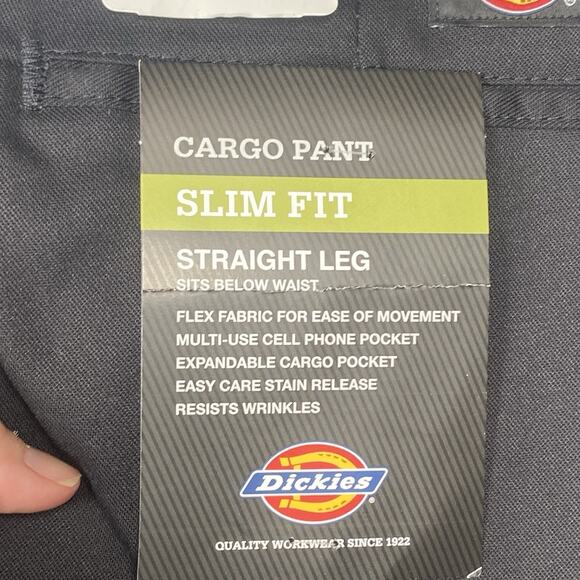 CARGO PANT
SLIM FIT
STRAIGHT LEG
SITS BELOW WAIST
FLEX FABRIC FOR EASE OF MOVEMENT
MULTI-USE CELL PHONE POCKET
EXPANDABLE CARGO POCKET
EASY CARE STAIN RELEASE
RESISTS WRINKLES
Dickies®
QUALITY WORKWEAR SINCE 1922